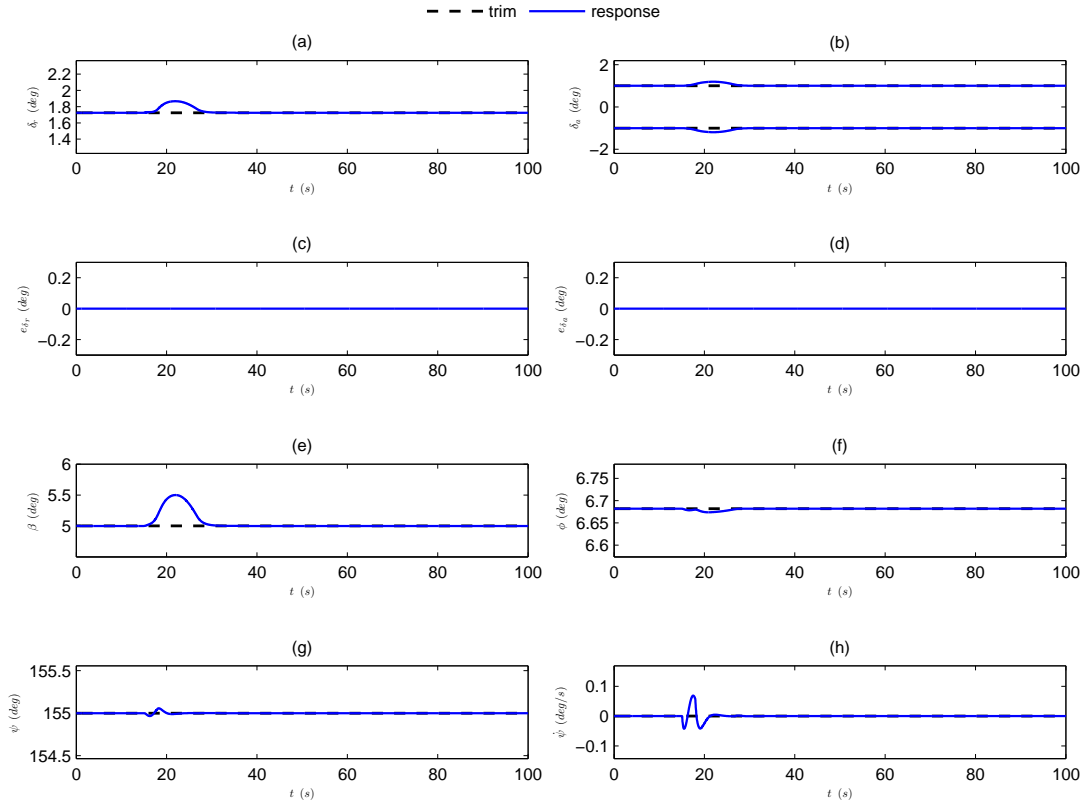 trim response
(a)
δr (deg)
2.2
2
1.8
1.6
1.4
0 20 40 60 80 100
t (s)
(b)
δa (deg)
2
0
−2
0 20 40 60 80 100
t (s)
(c)
eδr (deg)
0.2
0
−0.2
0 20 40 60 80 100
t (s)
(d)
eδa (deg)
0.2
0
−0.2
0 20 40 60 80 100
t (s)
(e)
β (deg)
6
5.5
5
0 20 40 60 80 100
t (s)
(f)
φ (deg)
6.75
6.7
6.65
6.6
0 20 40 60 80 100
t (s)
(g)
ψ (deg)
155.5
155
154.5
0 20 40 60 80 100
t (s)
(h)
ψ̇ (deg/s)
0.1
0
−0.1
0 20 40 60 80 100
t (s)